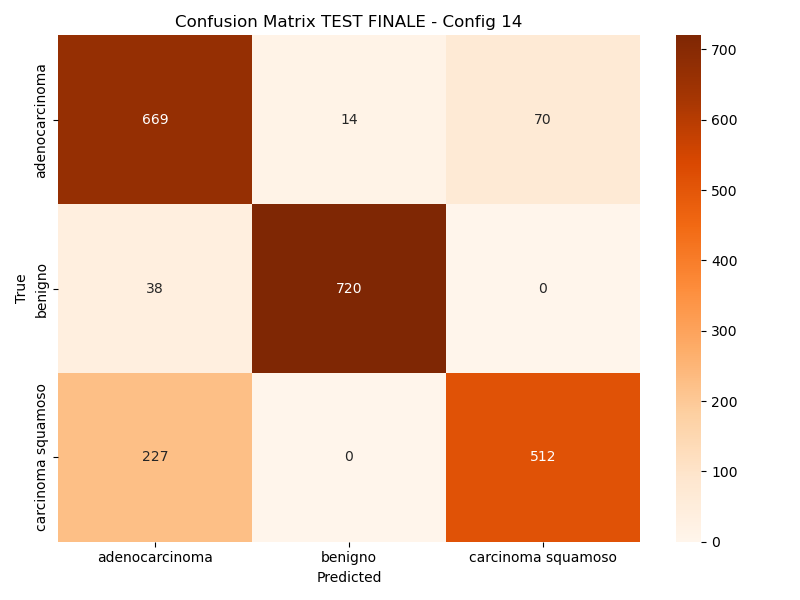 Confusion Matrix TEST FINALE - Config 14
True
adenocarcinoma
669 14 70
benigno
38 720 0
carcinoma squamoso
227 0 512
adenocarcinoma benigno carcinoma squamoso
Predicted
700
600
500
400
300
200
100
0